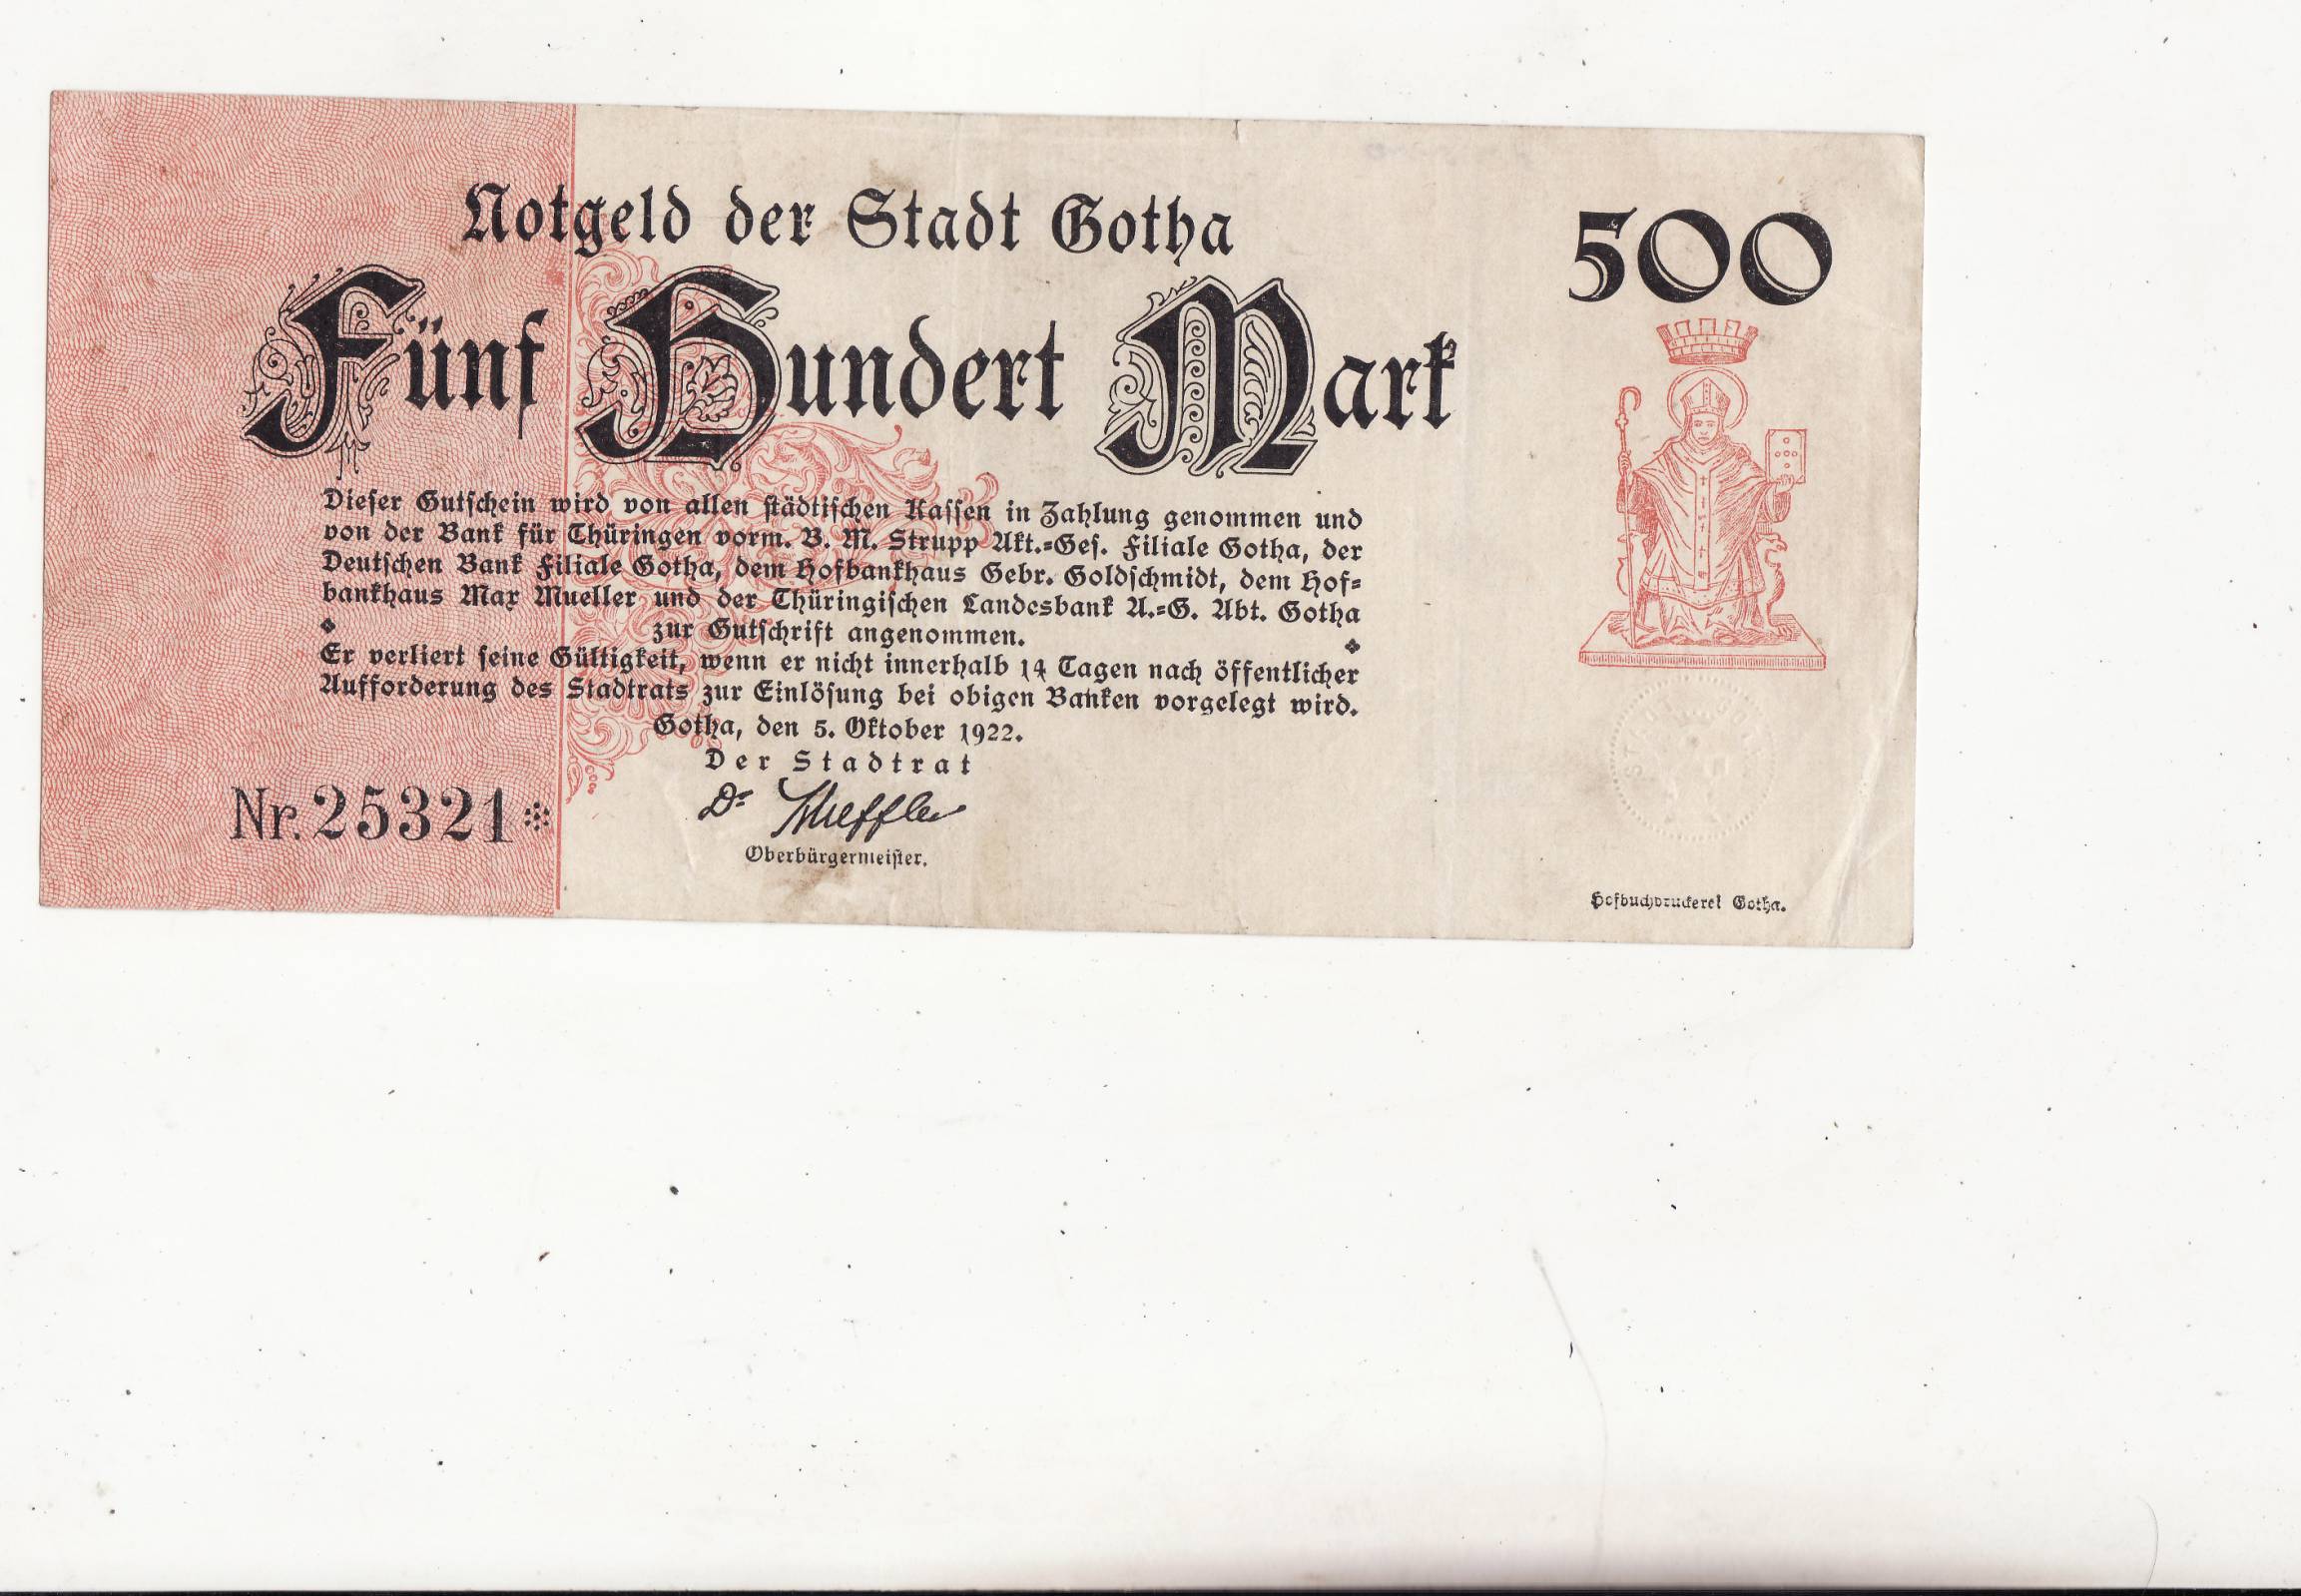 Notgeld der Stadt Gotha
500
Fünf Hundert Mark
Dieser Gutschein wird von allen städtischen Kassen in Zahlung genommen und
von der Bank für Thüringen vorm. B. M. Strupp Akt.=Ges. Filiale Gotha, der
Deutschen Bank Filiale Gotha, dem Hofbankhaus Gebr. Goldschmidt, dem Hof=
bankhaus Max Mueller und der Thüringischen Landesbank A.=G. Abt. Gotha
zur Gutschrift angenommen.
Er verliert seine Gültigkeit, wenn er nicht innerhalb 14 Tagen nach öffentlicher
Aufforderung des Stadtrats zur Einlösung bei obigen Banken vorgelegt wird.
Gotha, den 5. Oktober 1922.
Der Stadtrat
Dr Scheffler
Oberbürgermeister.
Nr. 25321*
Hofbuchdruckerei Gotha.